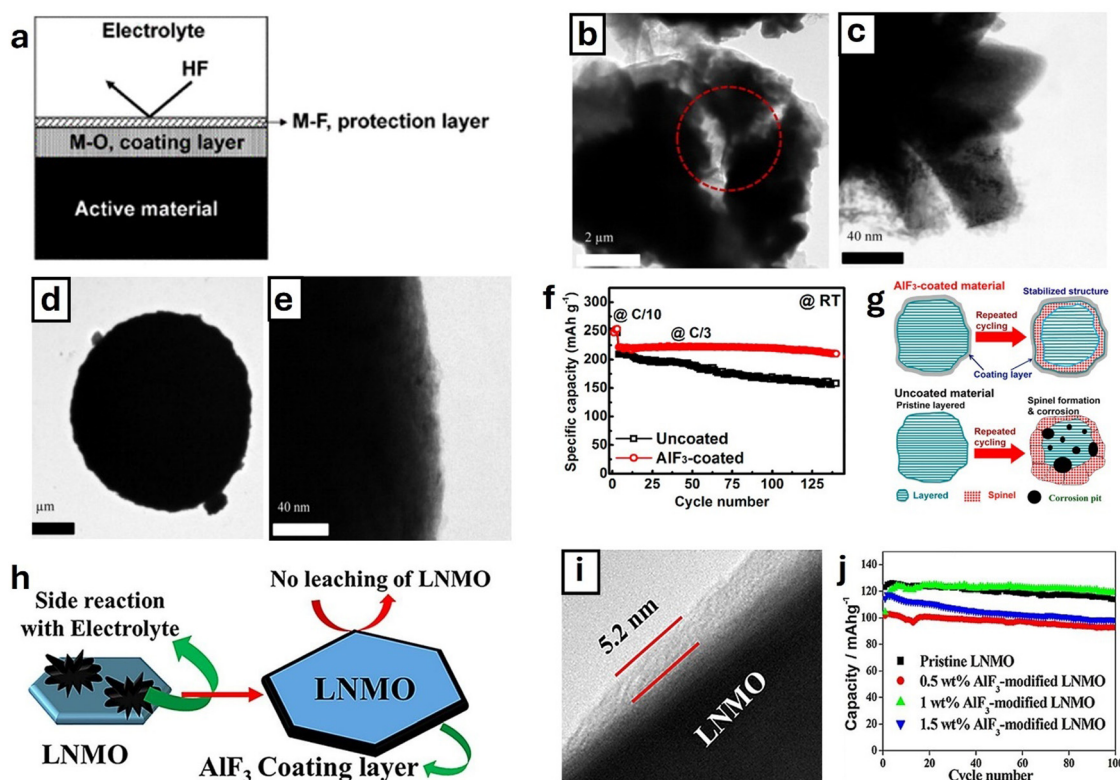 a
Electrolyte
HF
M-F, protection layer
M-O, coating layer
Active material
b
2 µm
c
40 nm
d
µm
e
40 nm
f
@ RT
@ C/10
@ C/3
300
250
200
150
100
50
0
Specific capacity (mAh g⁻¹)
Uncoated
AlF₃-coated
0 25 50 75 100 125
Cycle number
g
AlF₃-coated material
Stabilized structure
Repeated
cycling
Coating layer
Uncoated material
Pristine layered
Spinel formation
& corrosion
Repeated
cycling
Layered
Spinel
Corrosion pit
h
Side reaction
with Electrolyte
No leaching of LNMO
LNMO
LNMO
AlF₃ Coating layer
i
5.2 nm
LNMO
j
140
120
100
80
60
40
20
0
Capacity / mAhg⁻¹
Pristine LNMO
0.5 wt% AlF₃-modified LNMO
1 wt% AlF₃-modified LNMO
1.5 wt% AlF₃-modified LNMO
0 20 40 60 80 100
Cycle number